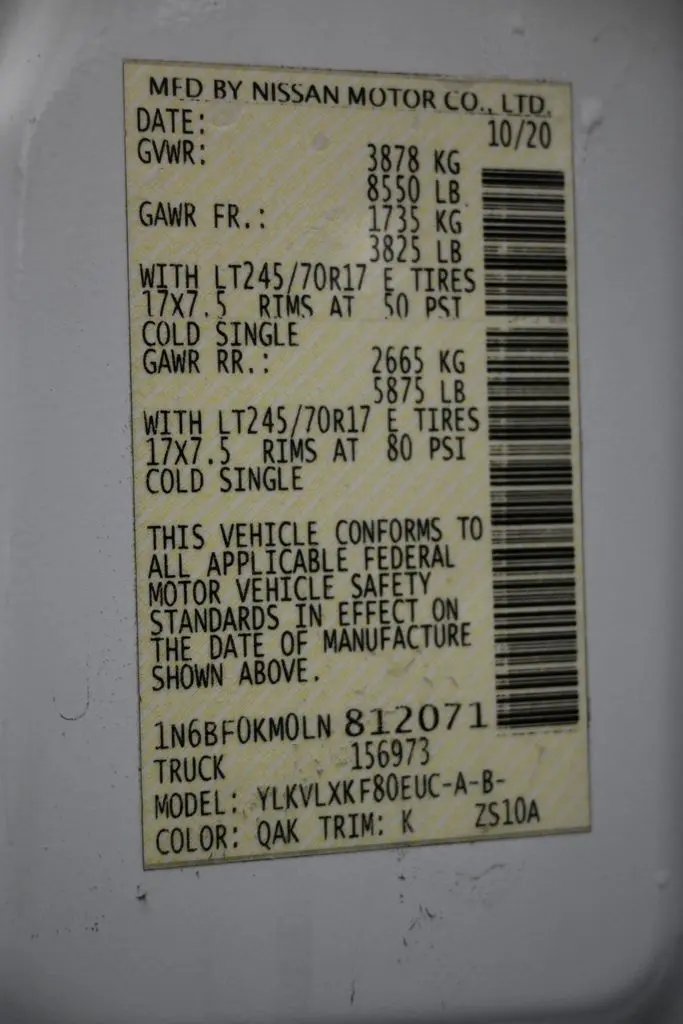 MFD BY NISSAN MOTOR CO., LTD.
DATE: 10/20
GVWR: 3878 KG
8550 LB
GAWR FR.: 1735 KG
3825 LB
WITH LT245/70R17 E TIRES
17X7.5 RIMS AT 50 PSI
COLD SINGLE
GAWR RR.: 2665 KG
5875 LB
WITH LT245/70R17 E TIRES
17X7.5 RIMS AT 80 PSI
COLD SINGLE
THIS VEHICLE CONFORMS TO
ALL APPLICABLE FEDERAL
MOTOR VEHICLE SAFETY
STANDARDS IN EFFECT ON
THE DATE OF MANUFACTURE
SHOWN ABOVE.
1N6BF0KM0LN 812071
TRUCK 156973
MODEL: YLKVLXKF80EUC-A-B-
COLOR: QAK TRIM: K ZS10A